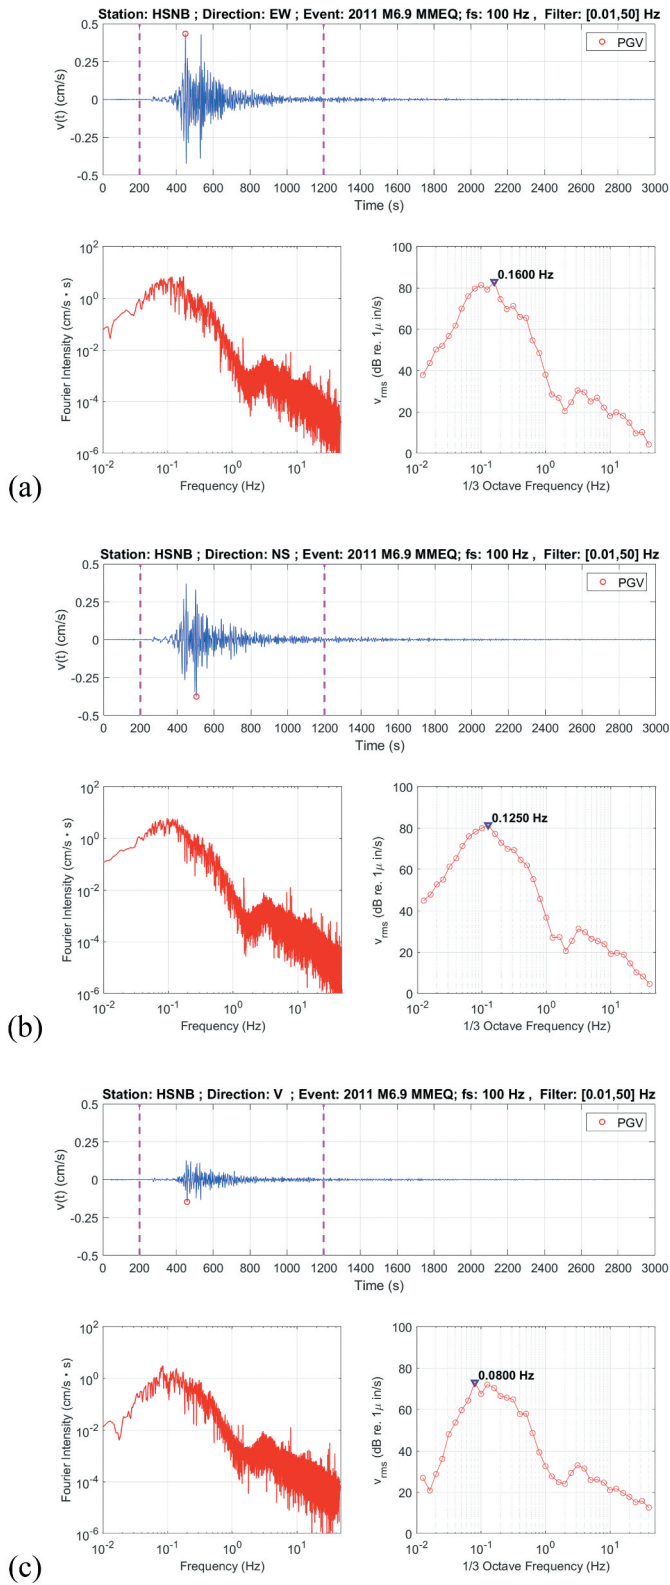 Station: HSNB ; Direction: EW ; Event: 2011 M6.9 MMEQ; fs: 100 Hz , Filter: [0.01,50] Hz
0.5
0.25
0
-0.25
-0.5
v(t) (cm/s)
PGV
0 200 400 600 800 1000 1200 1400 1600 1800 2000 2200 2400 2600 2800 3000
Time (s)
10^2
10^0
10^-2
10^-4
10^-6
Fourier Intensity (cm/s · s)
10^-2 10^-1 10^0 10^1
Frequency (Hz)
100
80
60
40
20
0
v_rms (dB re. 1μ in/s)
0.1600 Hz
10^-2 10^-1 10^0 10^1
1/3 Octave Frequency (Hz)
(a)
Station: HSNB ; Direction: NS ; Event: 2011 M6.9 MMEQ; fs: 100 Hz , Filter: [0.01,50] Hz
0.5
0.25
0
-0.25
-0.5
v(t) (cm/s)
PGV
0 200 400 600 800 1000 1200 1400 1600 1800 2000 2200 2400 2600 2800 3000
Time (s)
10^2
10^0
10^-2
10^-4
10^-6
Fourier Intensity (cm/s · s)
10^-2 10^-1 10^0 10^1
Frequency (Hz)
100
80
60
40
20
0
v_rms (dB re. 1μ in/s)
0.1250 Hz
10^-2 10^-1 10^0 10^1
1/3 Octave Frequency (Hz)
(b)
Station: HSNB ; Direction: V ; Event: 2011 M6.9 MMEQ; fs: 100 Hz , Filter: [0.01,50] Hz
0.5
0.25
0
-0.25
-0.5
v(t) (cm/s)
PGV
0 200 400 600 800 1000 1200 1400 1600 1800 2000 2200 2400 2600 2800 3000
Time (s)
10^2
10^0
10^-2
10^-4
10^-6
Fourier Intensity (cm/s · s)
10^-2 10^-1 10^0 10^1
Frequency (Hz)
100
80
60
40
20
0
v_rms (dB re. 1μ in/s)
0.0800 Hz
10^-2 10^-1 10^0 10^1
1/3 Octave Frequency (Hz)
(c)